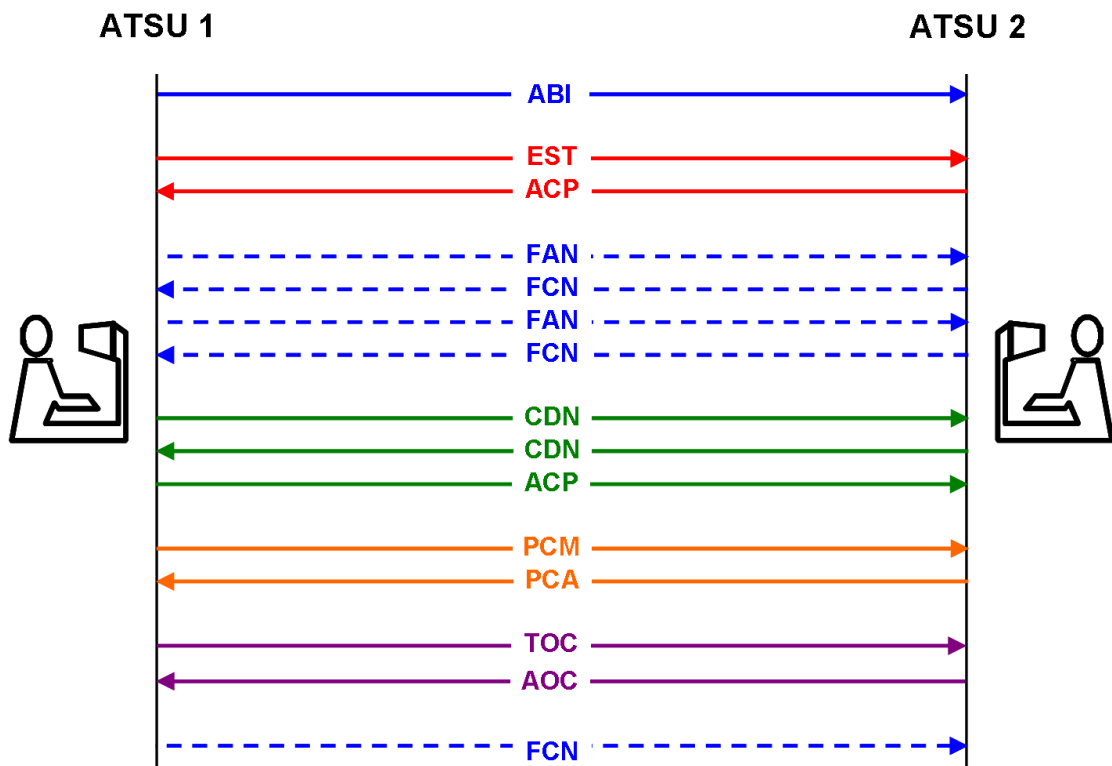 ATSU 1
ATSU 2
ABI
EST
ACP
FAN
FCN
FAN
FCN
CDN
CDN
ACP
PCM
PCA
TOC
AOC
FCN